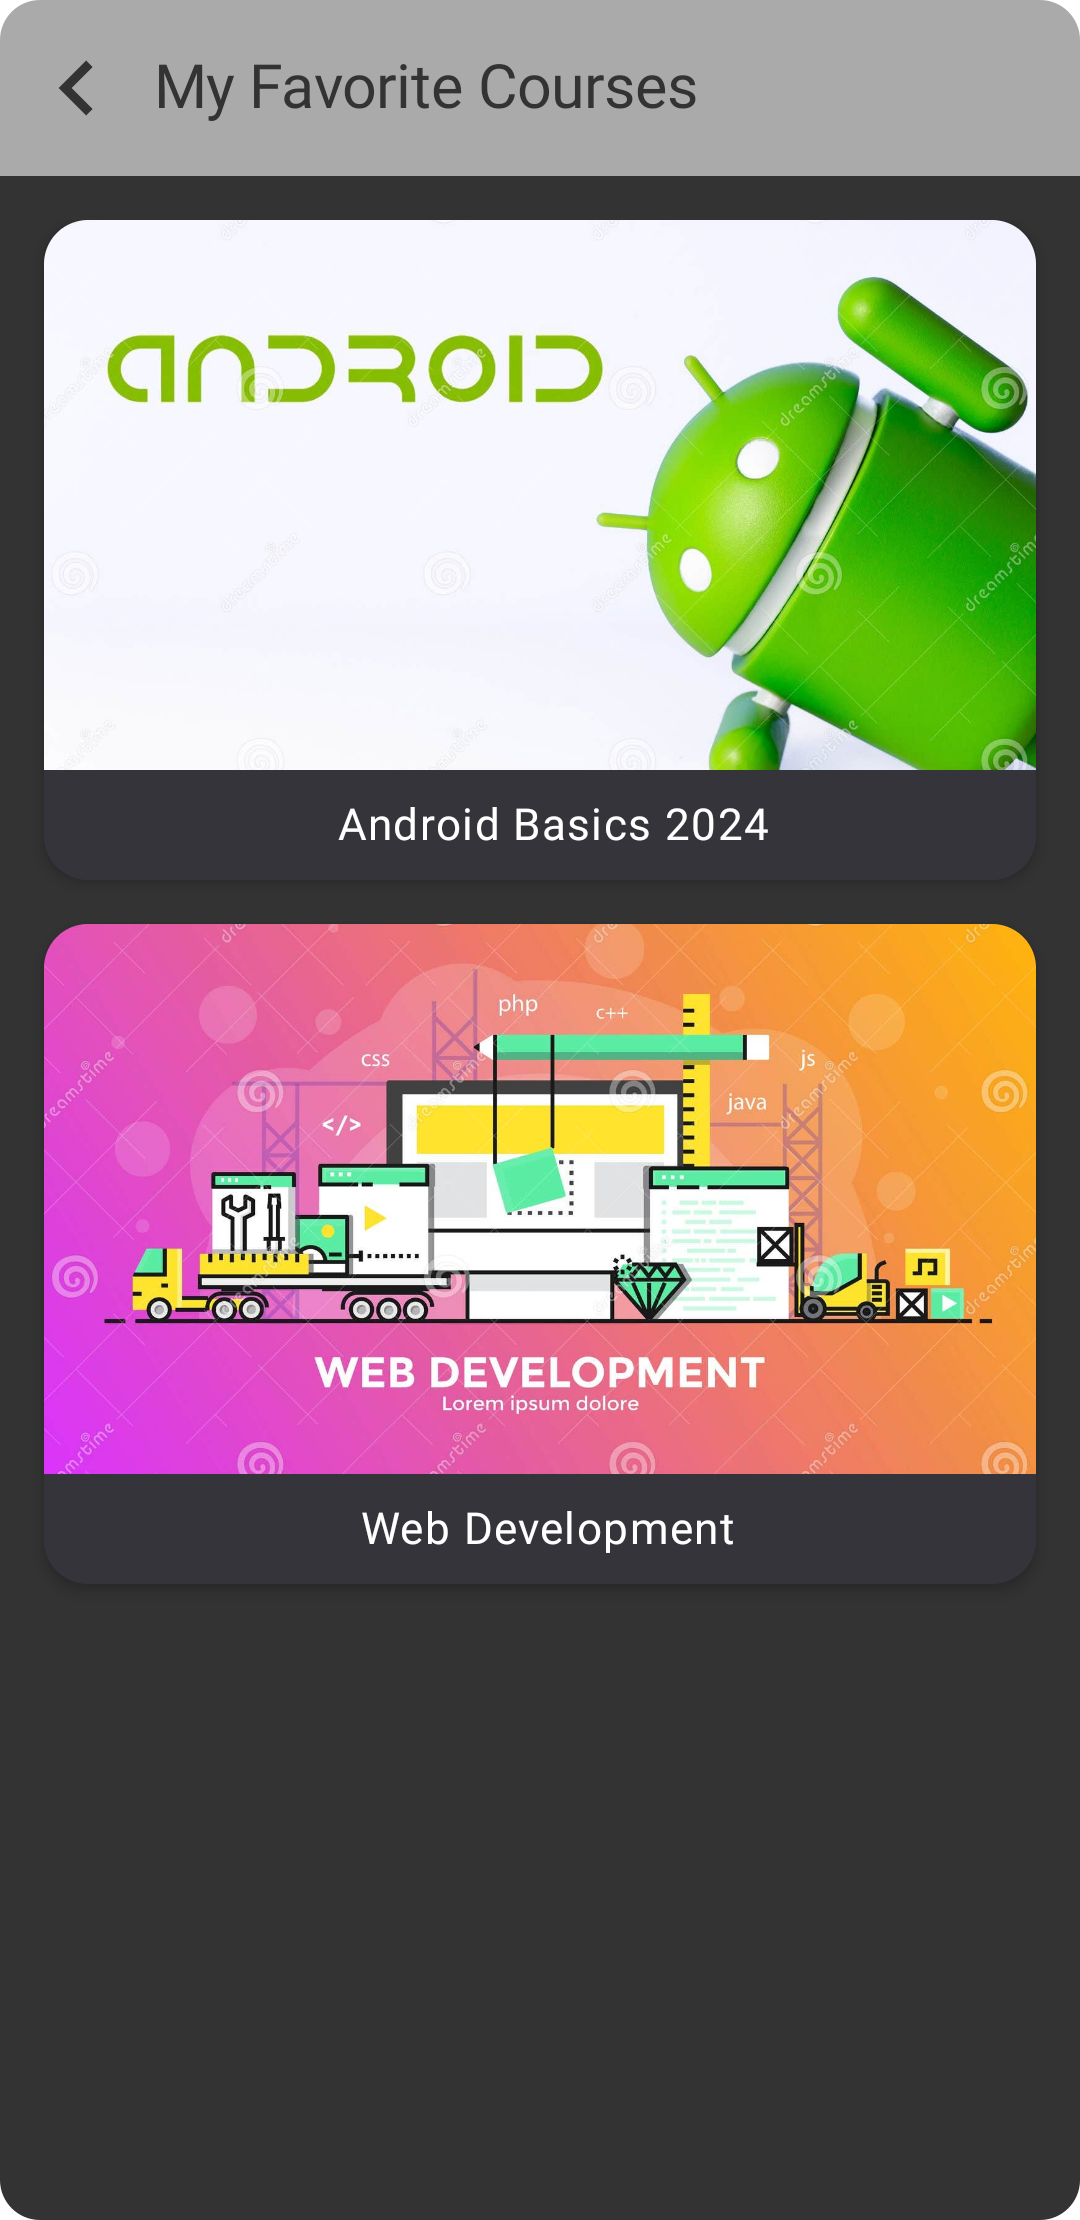 My Favorite Courses
ANDROID
dreamstime
Android Basics 2024
php
c++
css
js
java
</>
WEB DEVELOPMENT
Lorem ipsum dolore
dreamstime
Web Development